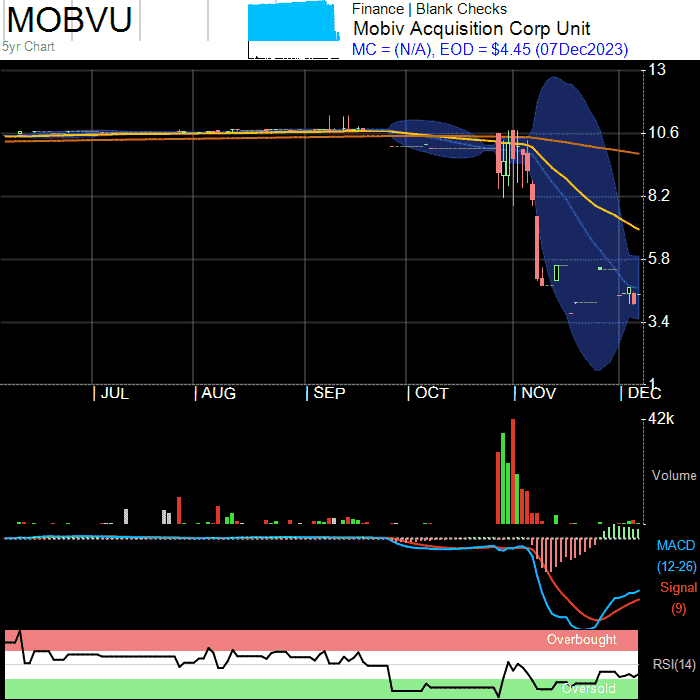 MOBVU
Finance | Blank Checks
Mobiv Acquisition Corp Unit
5yr Chart
MC = (N/A), EOD = $4.45 (07Dec2023)
13
10.6
8.2
5.8
3.4
1
JUL AUG SEP OCT NOV DEC
42k
Volume
MACD
(12-26)
Signal
(9)
Overbought
RSI(14)
Oversold